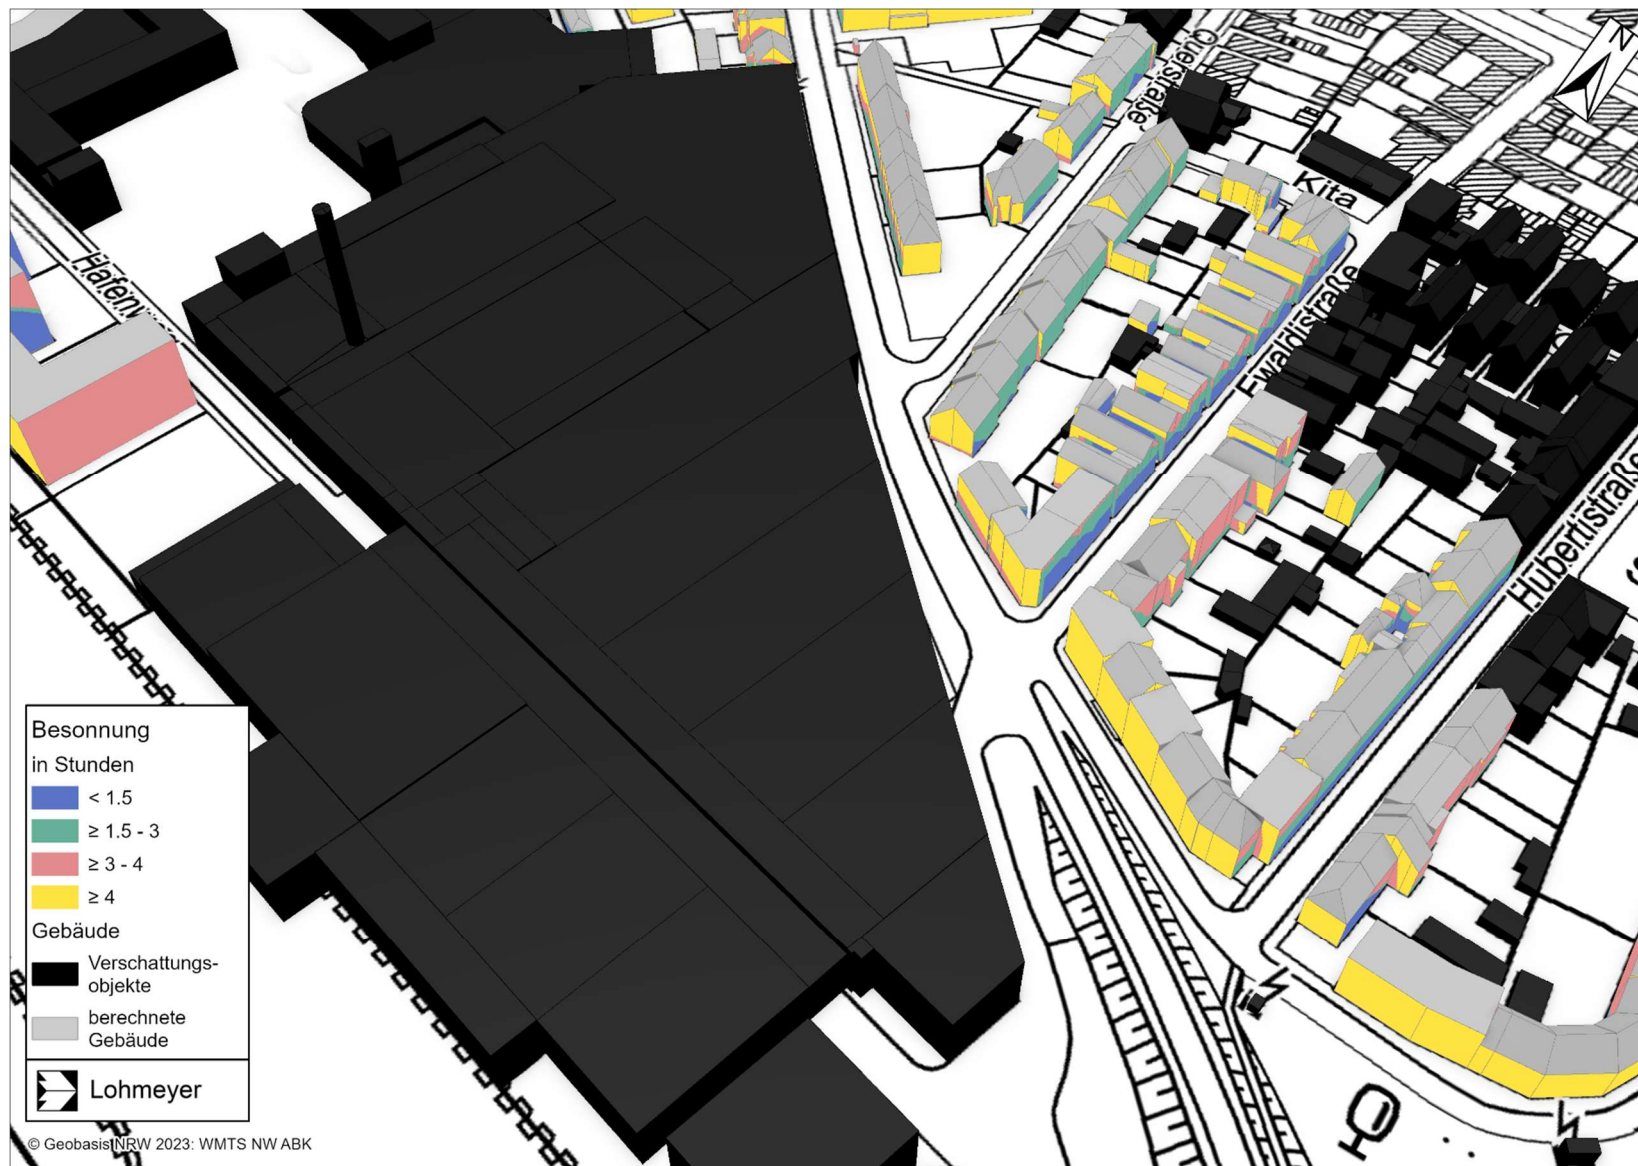 Querstraße
N
Kita
Ewaldistraße
Hubertistraße
Besonnung
in Stunden
< 1.5
≥ 1.5 - 3
≥ 3 - 4
≥ 4
Gebäude
Verschattungs-
objekte
berechnete
Gebäude
Lohmeyer
© Geobasis NRW 2023: WMTS NW ABK